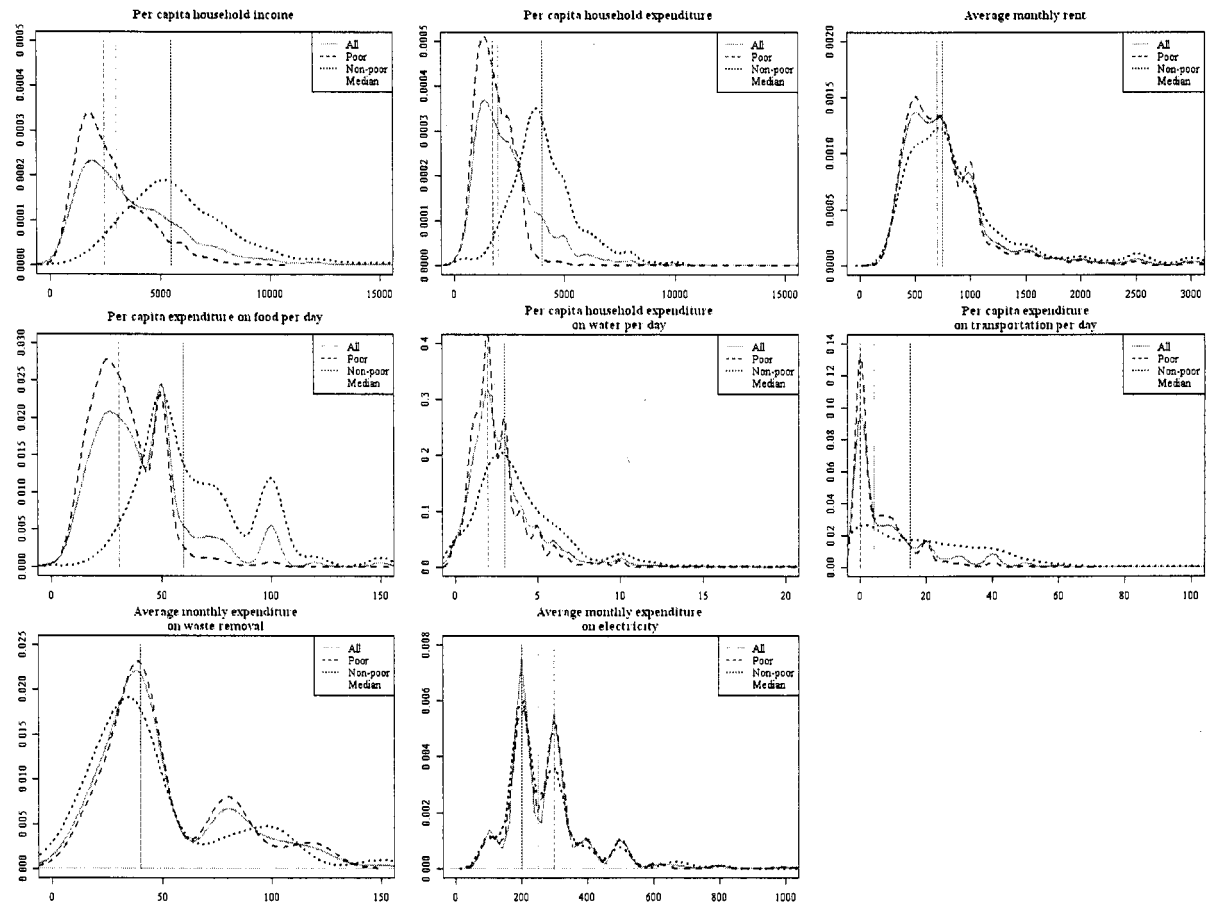 Per capita household income
0.0000 0.0001 0.0002 0.0003 0.0004 0.0005
All
Poor
Non-poor
Median
0 5000 10000 15000
Per capita household expenditure
0.0000 0.0001 0.0002 0.0003 0.0004 0.0005
All
Poor
Non-poor
Median
0 5000 10000 15000
Average monthly rent
0.0000 0.0005 0.0010 0.0015 0.0020
All
Poor
Non-poor
Median
0 500 1000 1500 2000 2500 3000
Per capita expenditure on food per day
0.000 0.005 0.010 0.015 0.020 0.025 0.030
All
Poor
Non-poor
Median
0 50 100 150
Per capita household expenditure
on water per day
0.0 0.1 0.2 0.3 0.4
All
Poor
Non-poor
Median
0 5 10 15 20
Per capita expenditure
on transportation per day
0.00 0.02 0.04 0.06 0.08 0.10 0.12 0.14
All
Poor
Non-poor
Median
0 20 40 60 80 100
Average monthly expenditure
on waste removal
0.000 0.005 0.010 0.015 0.020 0.025
All
Poor
Non-poor
Median
0 50 100 150
Average monthly expenditure
on electricity
0.000 0.002 0.004 0.006 0.008
All
Poor
Non-poor
Median
0 200 400 600 800 1000